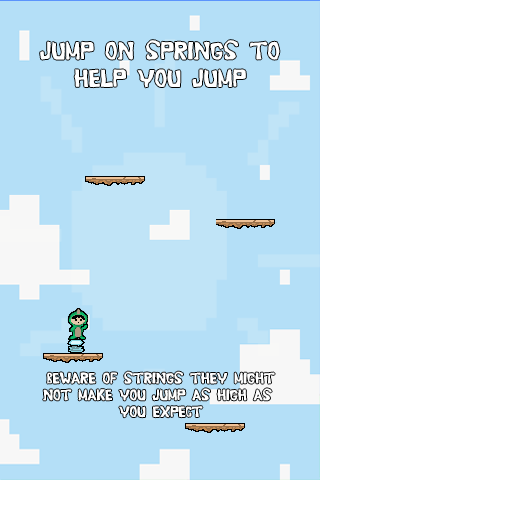 JUMP ON SPRINGS TO
HELP YOU JUMP
BEWARE OF STRINGS THEY MIGHT
NOT MAKE YOU JUMP AS HIGH AS
YOU EXPECT